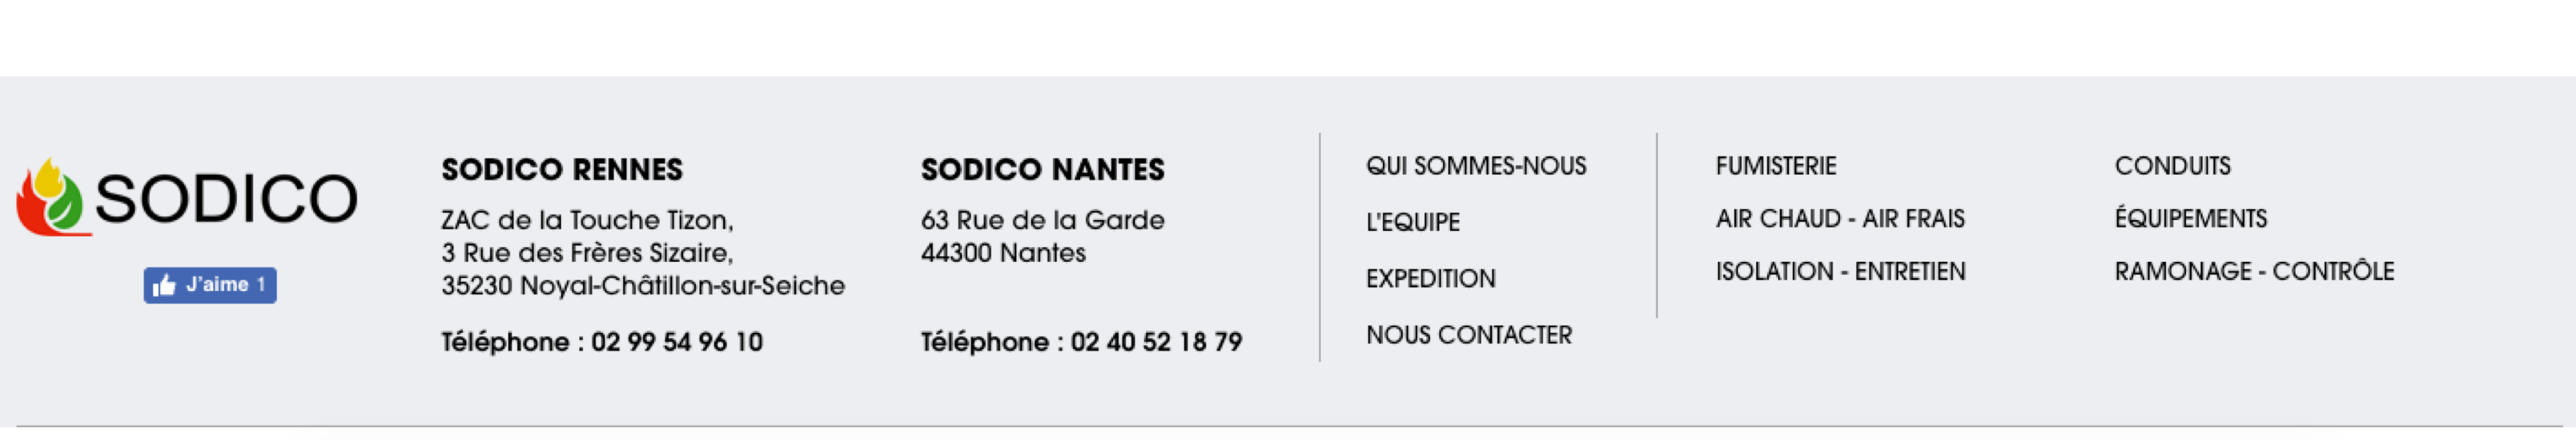 SODICO
J'aime 1
SODICO RENNES
ZAC de la Touche Tizon,
3 Rue des Frères Sizaire,
35230 Noyal-Châtillon-sur-Seiche
Téléphone : 02 99 54 96 10
SODICO NANTES
63 Rue de la Garde
44300 Nantes
Téléphone : 02 40 52 18 79
QUI SOMMES-NOUS
L'EQUIPE
EXPEDITION
NOUS CONTACTER
FUMISTERIE
AIR CHAUD - AIR FRAIS
ISOLATION - ENTRETIEN
CONDUITS
ÉQUIPEMENTS
RAMONAGE - CONTRÔLE